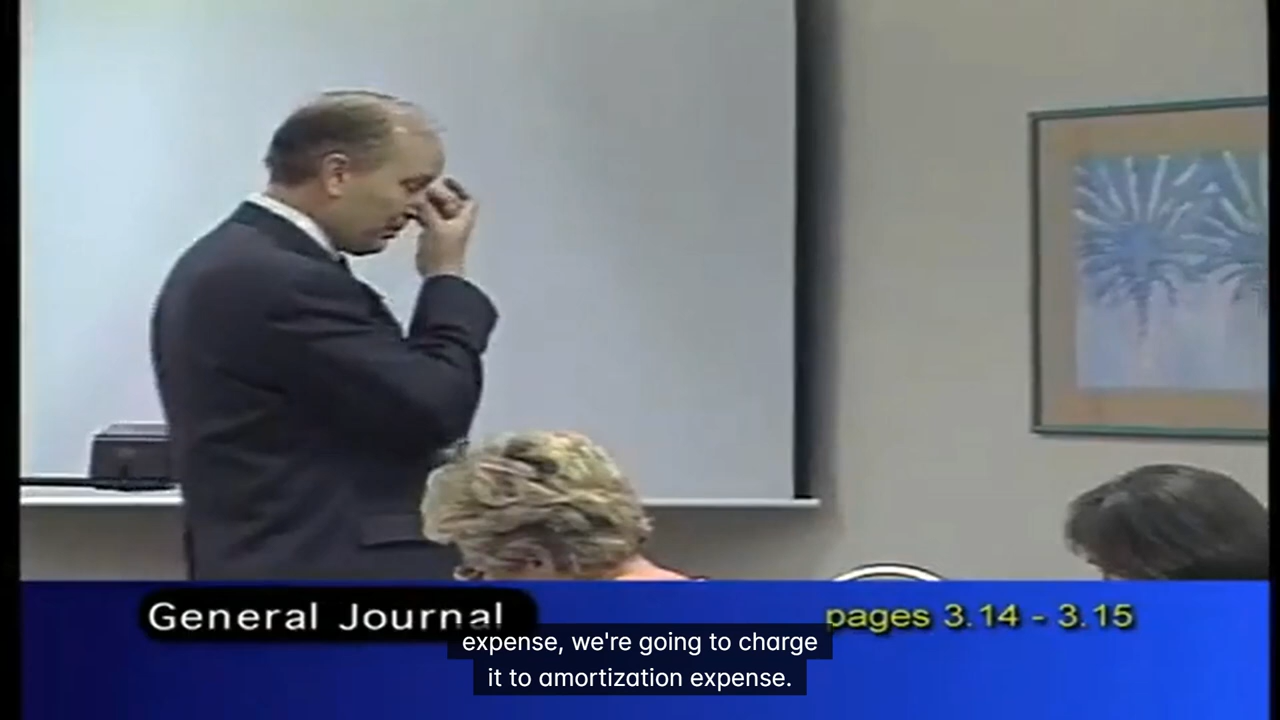 General Journal
pages 3.14 - 3.15
expense, we're going to charge
it to amortization expense.